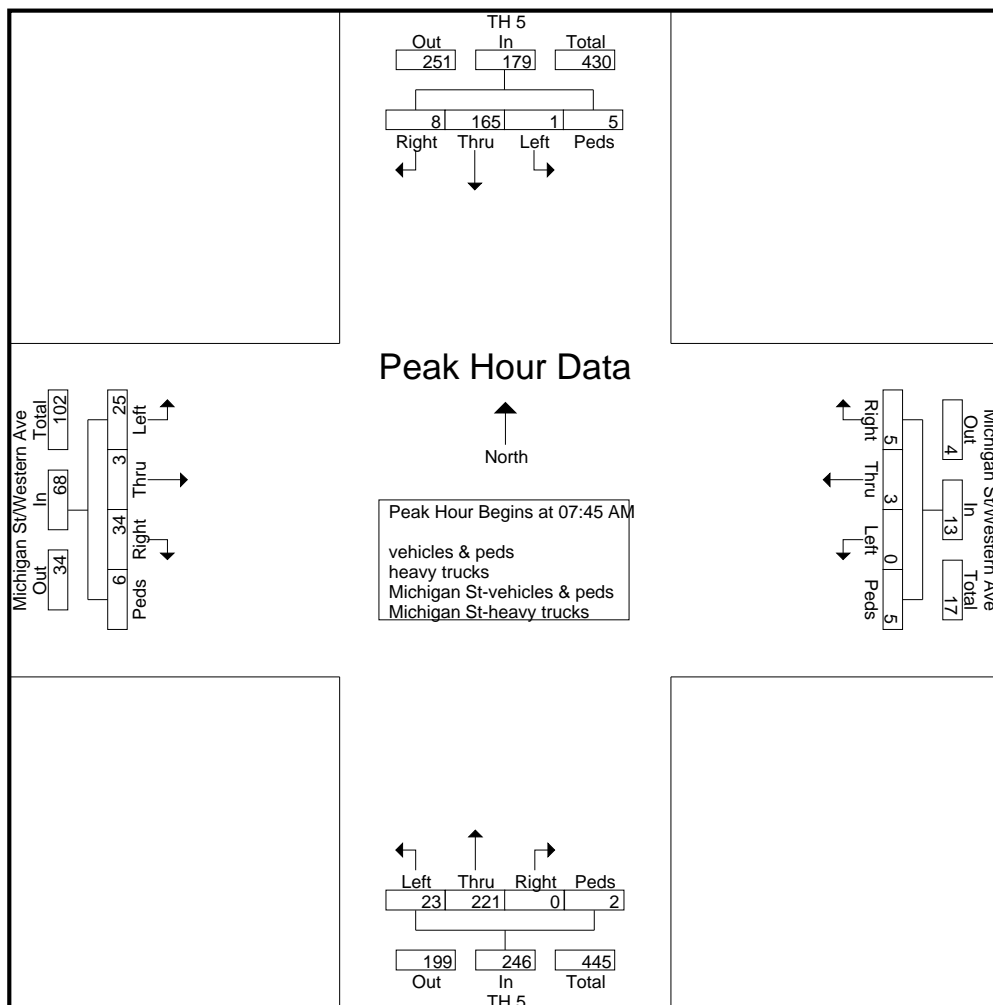 TH 5
Out In Total
251 179 430
8 165 1 5
Right Thru Left Peds
Peak Hour Data
North
Peak Hour Begins at 07:45 AM
vehicles & peds
heavy trucks
Michigan St-vehicles & peds
Michigan St-heavy trucks
Michigan St/Western Ave
Out In Total
34 68 102
6 34 3 25
Peds Right Thru Left
Michigan St/Western Ave
Out In Total
4 13 17
5 3 0 5
Right Thru Left Peds
Left Thru Right Peds
23 221 0 2
199 246 445
Out In Total
TH 5